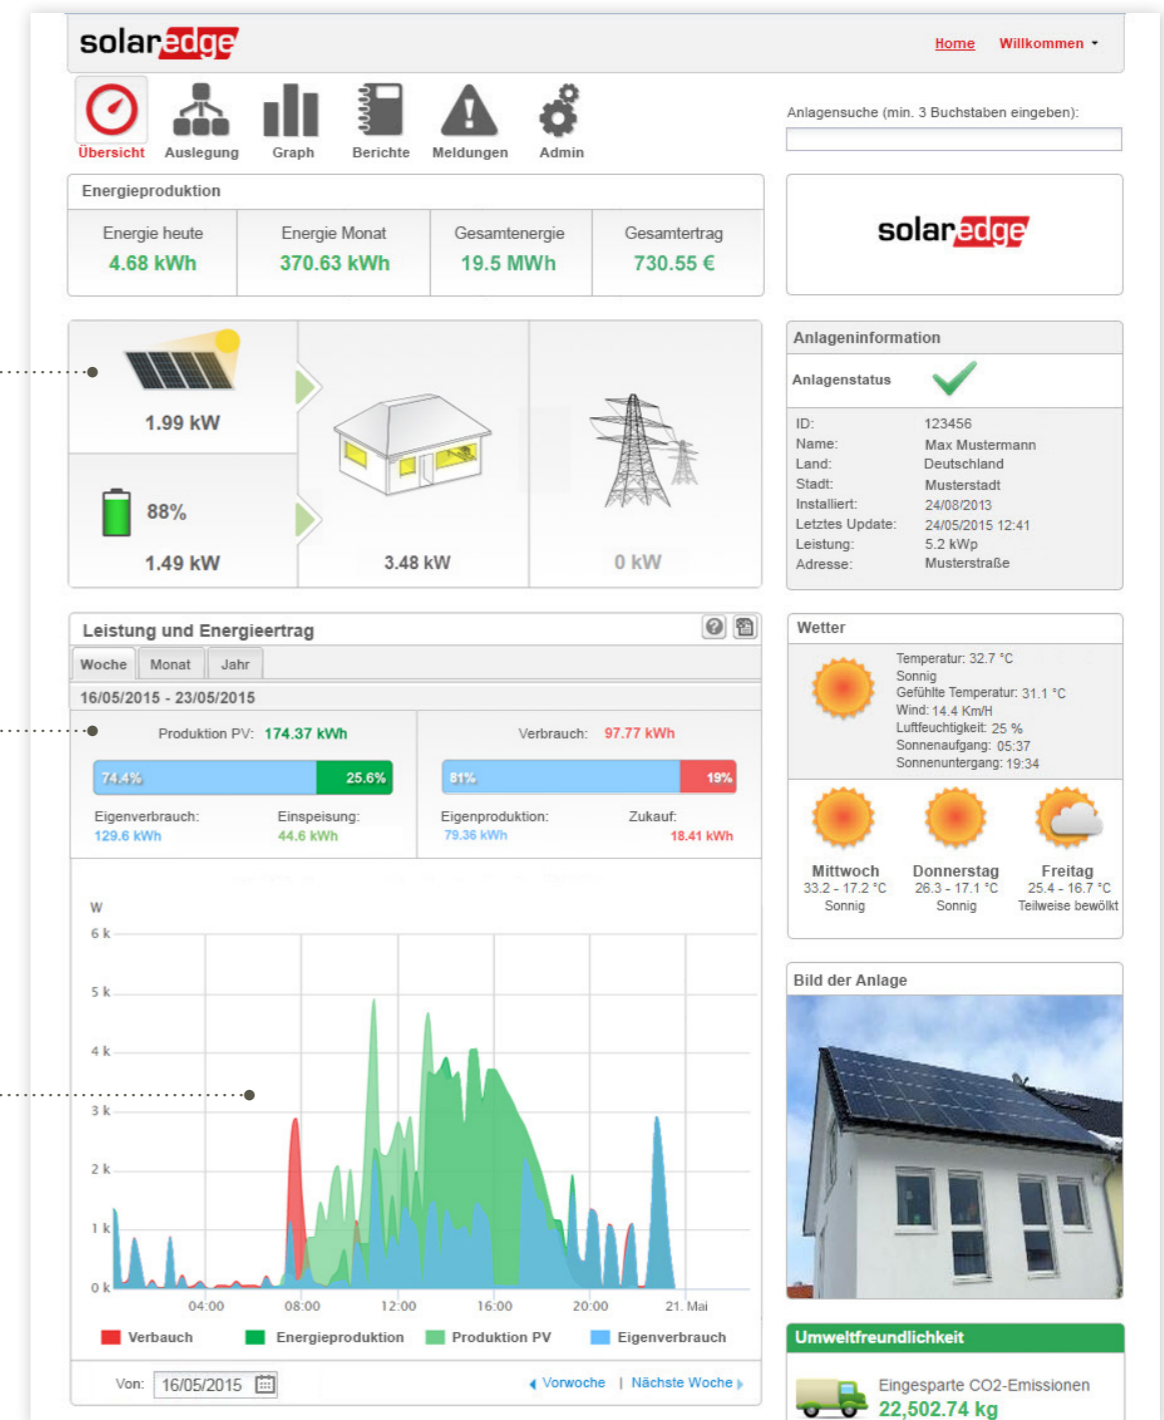 solaredge
Home Willkommen
Übersicht Auslegung Graph Berichte Meldungen Admin
Anlagensuche (min. 3 Buchstaben eingeben):
Energieproduktion
Energie heute Energie Monat Gesamtenergie Gesamtertrag
4.68 kWh 370.63 kWh 19.5 MWh 730.55 €
solaredge
1.99 kW
88%
1.49 kW 3.48 kW 0 kW
Anlageninformation
Anlagenstatus
ID: 123456
Name: Max Mustermann
Land: Deutschland
Stadt: Musterstadt
Installiert: 24/08/2013
Letztes Update: 24/05/2015 12:41
Leistung: 5.2 kWp
Adresse: Musterstraße
Leistung und Energieertrag
Woche Monat Jahr
16/05/2015 - 23/05/2015
Produktion PV: 174.37 kWh Verbrauch: 97.77 kWh
74.4% 25.6% 81% 19%
Eigenverbrauch: Einspeisung: Eigenproduktion: Zukauf:
129.6 kWh 44.6 kWh 79.36 kWh 18.41 kWh
W
6 k
5 k
4 k
3 k
2 k
1 k
0 k
04:00 08:00 12:00 16:00 20:00 21. Mai
Verbauch Energieproduktion Produktion PV Eigenverbrauch
Von: 16/05/2015 Vorwoche | Nächste Woche
Wetter
Temperatur: 32.7 °C
Sonnig
Gefühlte Temperatur: 31.1 °C
Wind: 14.4 Km/H
Luftfeuchtigkeit: 25 %
Sonnenaufgang: 05:37
Sonnenuntergang: 19:34
Mittwoch Donnerstag Freitag
33.2 - 17.2 °C 26.3 - 17.1 °C 25.4 - 16.7 °C
Sonnig Sonnig Teilweise bewölkt
Bild der Anlage
Umweltfreundlichkeit
Eingesparte CO2-Emissionen
22,502.74 kg